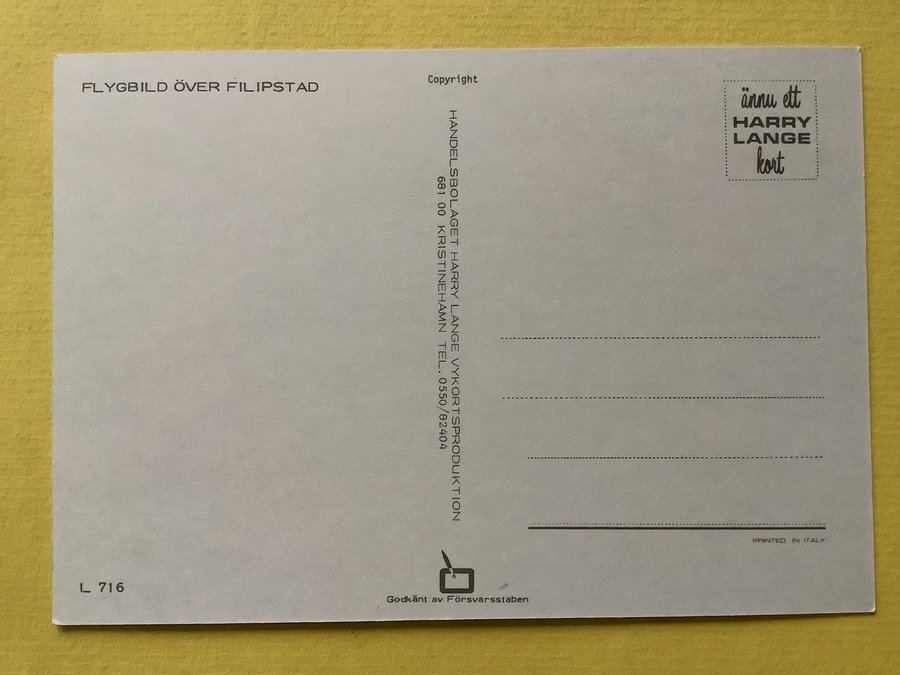 FLYGBILD ÖVER FILIPSTAD
Copyright
HANDELSBOLAGET HARRY LANGE VYKORTSPRODUKTION
681 00 KRISTINEHAMN TEL. 0550/82404
ännu ett
HARRY
LANGE
kort
PRINTED IN ITALY
L 716
Godkänt av Försvarsstaben